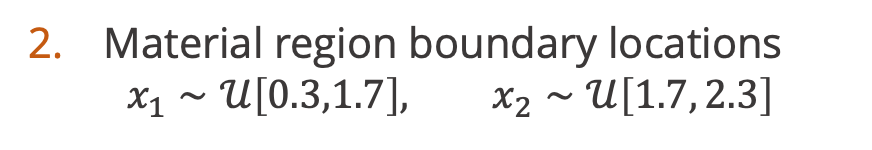 2. Material region boundary locations
x₁ ~ 𝒰[0.3,1.7], x₂ ~ 𝒰[1.7, 2.3]